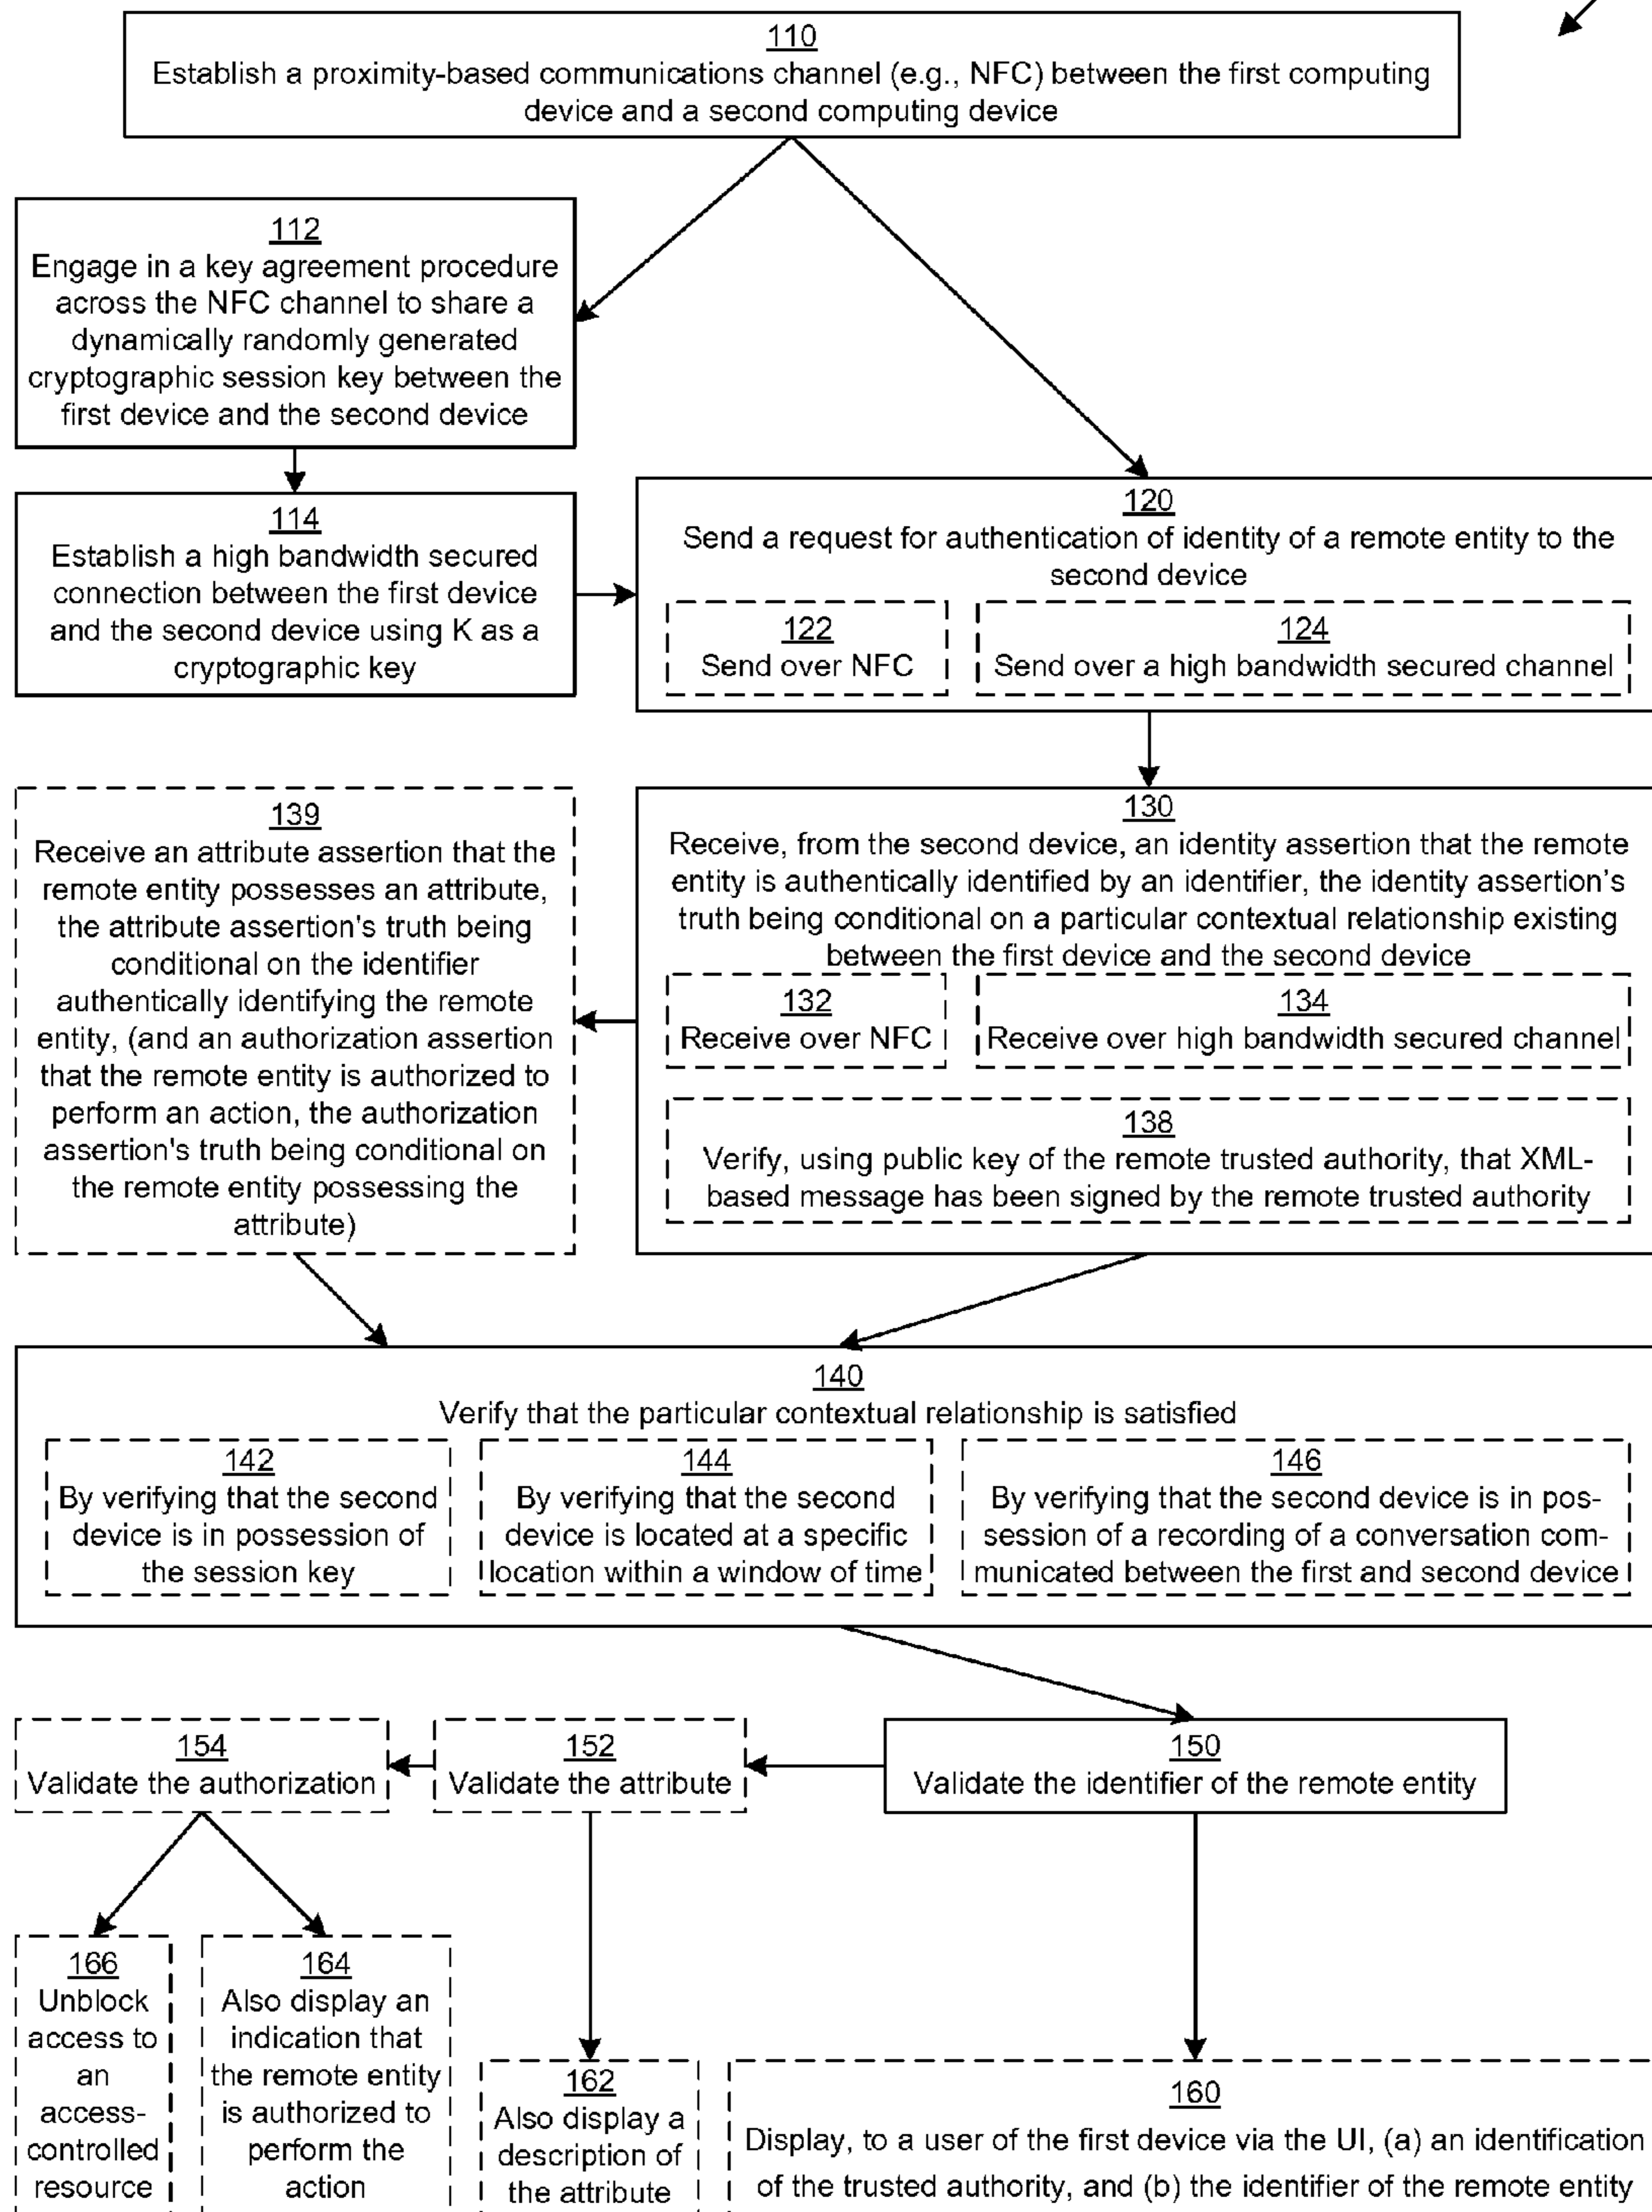 110
Establish a proximity-based communications channel (e.g., NFC) between the first computing
device and a second computing device
112
Engage in a key agreement procedure
across the NFC channel to share a
dynamically randomly generated
cryptographic session key between the
first device and the second device
114
Establish a high bandwidth secured
connection between the first device
and the second device using K as a
cryptographic key
120
Send a request for authentication of identity of a remote entity to the
second device
122
Send over NFC
124
Send over a high bandwidth secured channel
139
Receive an attribute assertion that the
remote entity possesses an attribute,
the attribute assertion's truth being
conditional on the identifier
authentically identifying the remote
entity, (and an authorization assertion
that the remote entity is authorized to
perform an action, the authorization
assertion's truth being conditional on
the remote entity possessing the
attribute)
130
Receive, from the second device, an identity assertion that the remote
entity is authentically identified by an identifier, the identity assertion’s
truth being conditional on a particular contextual relationship existing
between the first device and the second device
132
Receive over NFC
134
Receive over high bandwidth secured channel
138
Verify, using public key of the remote trusted authority, that XML-
based message has been signed by the remote trusted authority
140
Verify that the particular contextual relationship is satisfied
142
By verifying that the second
device is in possession of
the session key
144
By verifying that the second
device is located at a specific
location within a window of time
146
By verifying that the second device is in pos-
session of a recording of a conversation com-
municated between the first and second device
154
Validate the authorization
152
Validate the attribute
150
Validate the identifier of the remote entity
166
Unblock
access to
an
access-
controlled
resource
164
Also display an
indication that
the remote entity
is authorized to
perform the
action
162
Also display a
description of
the attribute
160
Display, to a user of the first device via the UI, (a) an identification
of the trusted authority, and (b) the identifier of the remote entity